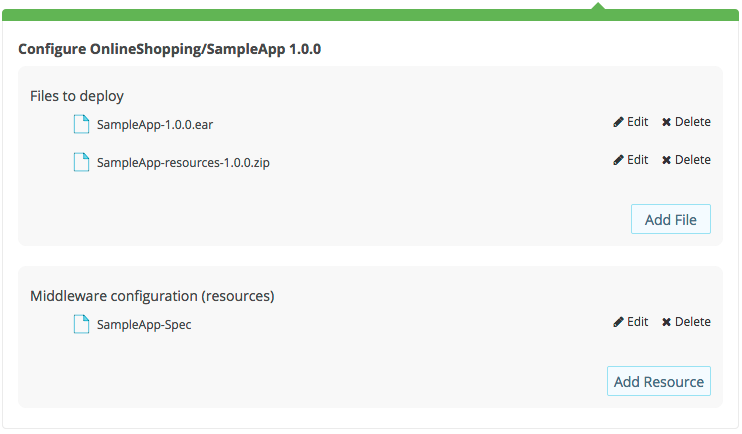 Configure OnlineShopping/SampleApp 1.0.0
Files to deploy
SampleApp-1.0.0.ear Edit Delete
SampleApp-resources-1.0.0.zip Edit Delete
Add File
Middleware configuration (resources)
SampleApp-Spec Edit Delete
Add Resource